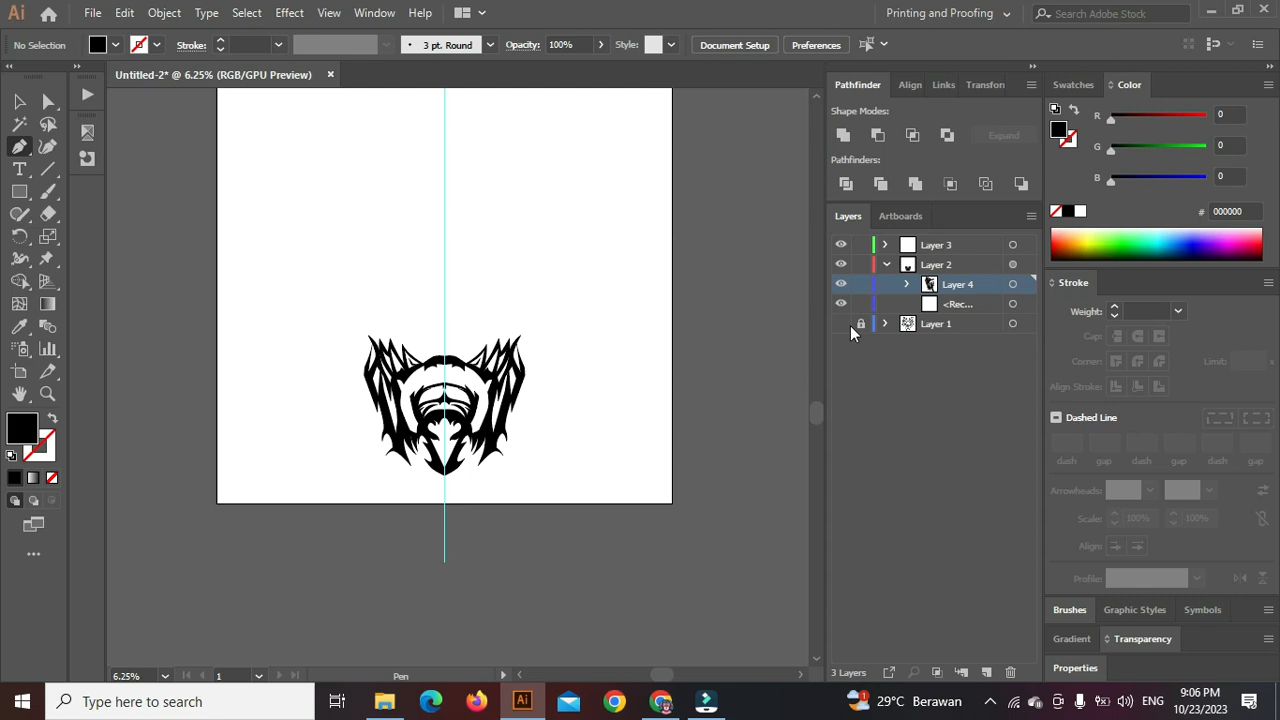 Ai File Edit Object Type Select Effect View Window Help Printing and Proofing Search Adobe Stock
No Selection Stroke: 3 pt. Round Opacity: 100% Style: Document Setup Preferences
Untitled-2* @ 6.25% (RGB/GPU Preview)
Pathfinder Align Links Transfon Swatches Color
Shape Modes: R 0
Expand G 0
Pathfinders: B 0
# 000000
Layers Artboards
Layer 3
Layer 2
Layer 4
<Rec...
Layer 1
Stroke
Weight:
Cap:
Corner: Limit:
Align Stroke:
Dashed Line
dash gap dash gap dash gap
Arrowheads:
Scale: 100% 100%
Align:
Profile:
Brushes Graphic Styles Symbols
Gradient Transparency
Properties
6.25% 1 Pen 3 Layers
Type here to search Ai 1 29°C Berawan ENG 9:06 PM
10/23/2023